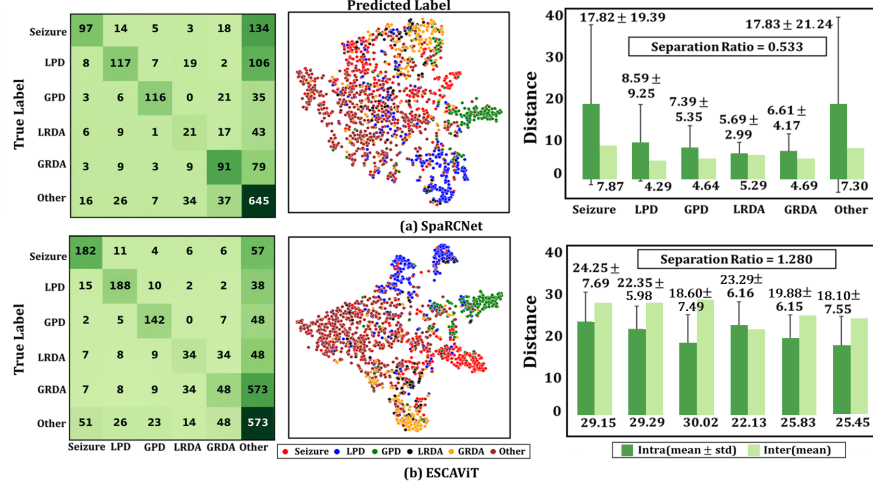 Predicted Label
True Label
Seizure 97 14 5 3 18 134
LPD 8 117 7 19 2 106
GPD 3 6 116 0 21 35
LRDA 6 9 1 21 17 43
GRDA 3 9 3 9 91 79
Other 16 26 7 34 37 645
Distance
40
30
20
10
0
17.82 ± 19.39
17.83 ± 21.24
Separation Ratio = 0.533
8.59 ±
9.25
7.39 ±
5.35
5.69 ±
2.99
6.61 ±
4.17
7.87 4.29 4.64 5.29 4.69 7.30
Seizure LPD GPD LRDA GRDA Other
(a) SpaRCNet
True Label
Seizure 182 11 4 6 6 57
LPD 15 188 10 2 2 38
GPD 2 5 142 0 7 48
LRDA 7 8 9 34 34 48
GRDA 7 8 9 34 48 573
Other 51 26 23 14 48 573
Seizure LPD GPD LRDA GRDA Other
Seizure LPD GPD LRDA GRDA Other
Distance
40
30
20
10
0
Separation Ratio = 1.280
24.25 ±
7.69
22.35 ±
5.98
18.60 ±
7.49
23.29±
6.16
19.88 ±
6.15
18.10 ±
7.55
29.15 29.29 30.02 22.13 25.83 25.45
Intra(mean ± std) Inter(mean)
(b) ESCAViT